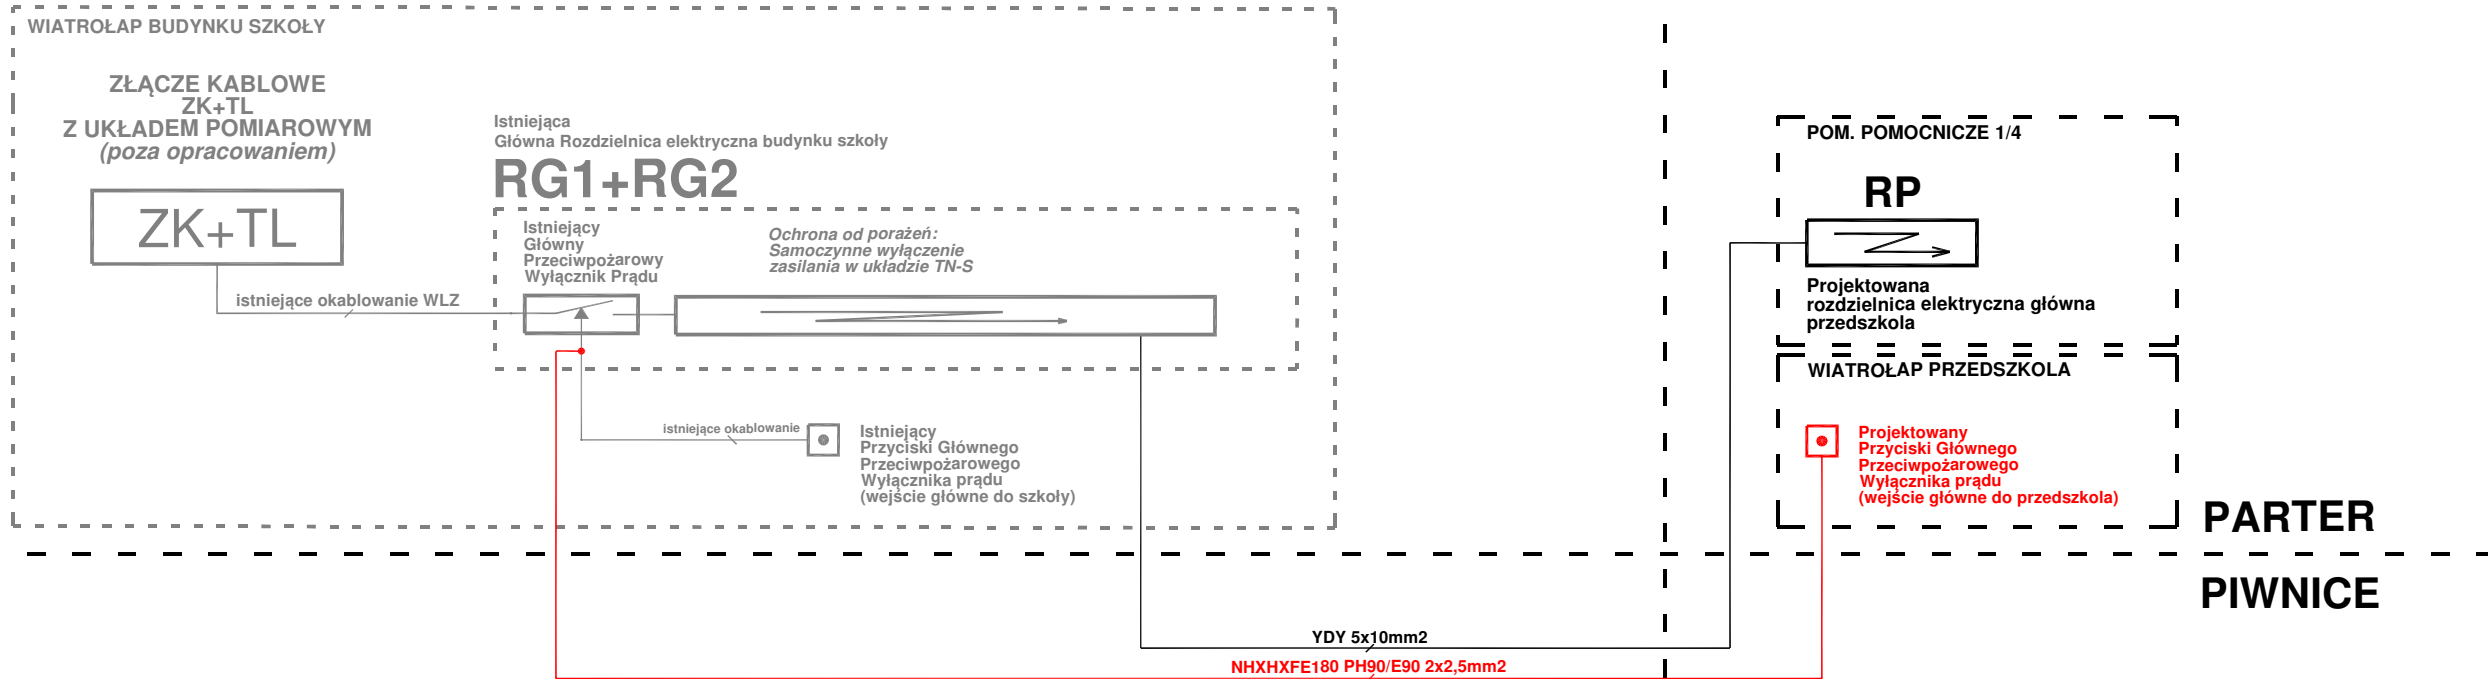 WIATROŁAP BUDYNKU SZKOŁY
ZŁĄCZE KABLOWE
ZK+TL
Z UKŁADEM POMIAROWYM
(poza opracowaniem)
ZK+TL
istniejące okablowanie WLZ
Istniejąca
Główna Rozdzielnica elektryczna budynku szkoły
RG1+RG2
Istniejący
Główny
Przeciwpożarowy
Wyłącznik Prądu
Ochrona od porażeń:
Samoczynne wyłączenie
zasilania w układzie TN-S
istniejące okablowanie
Istniejący
Przyciski Głównego
Przeciwpożarowego
Wyłącznika prądu
(wejście główne do szkoły)
POM. POMOCNICZE 1/4
RP
Projektowana
rozdzielnica elektryczna główna
przedszkola
WIATROŁAP PRZEDSZKOLA
Projektowany
Przyciski Głównego
Przeciwpożarowego
Wyłącznika prądu
(wejście główne do przedszkola)
PARTER
PIWNICE
YDY 5x10mm2
NHXHXFE180 PH90/E90 2x2,5mm2